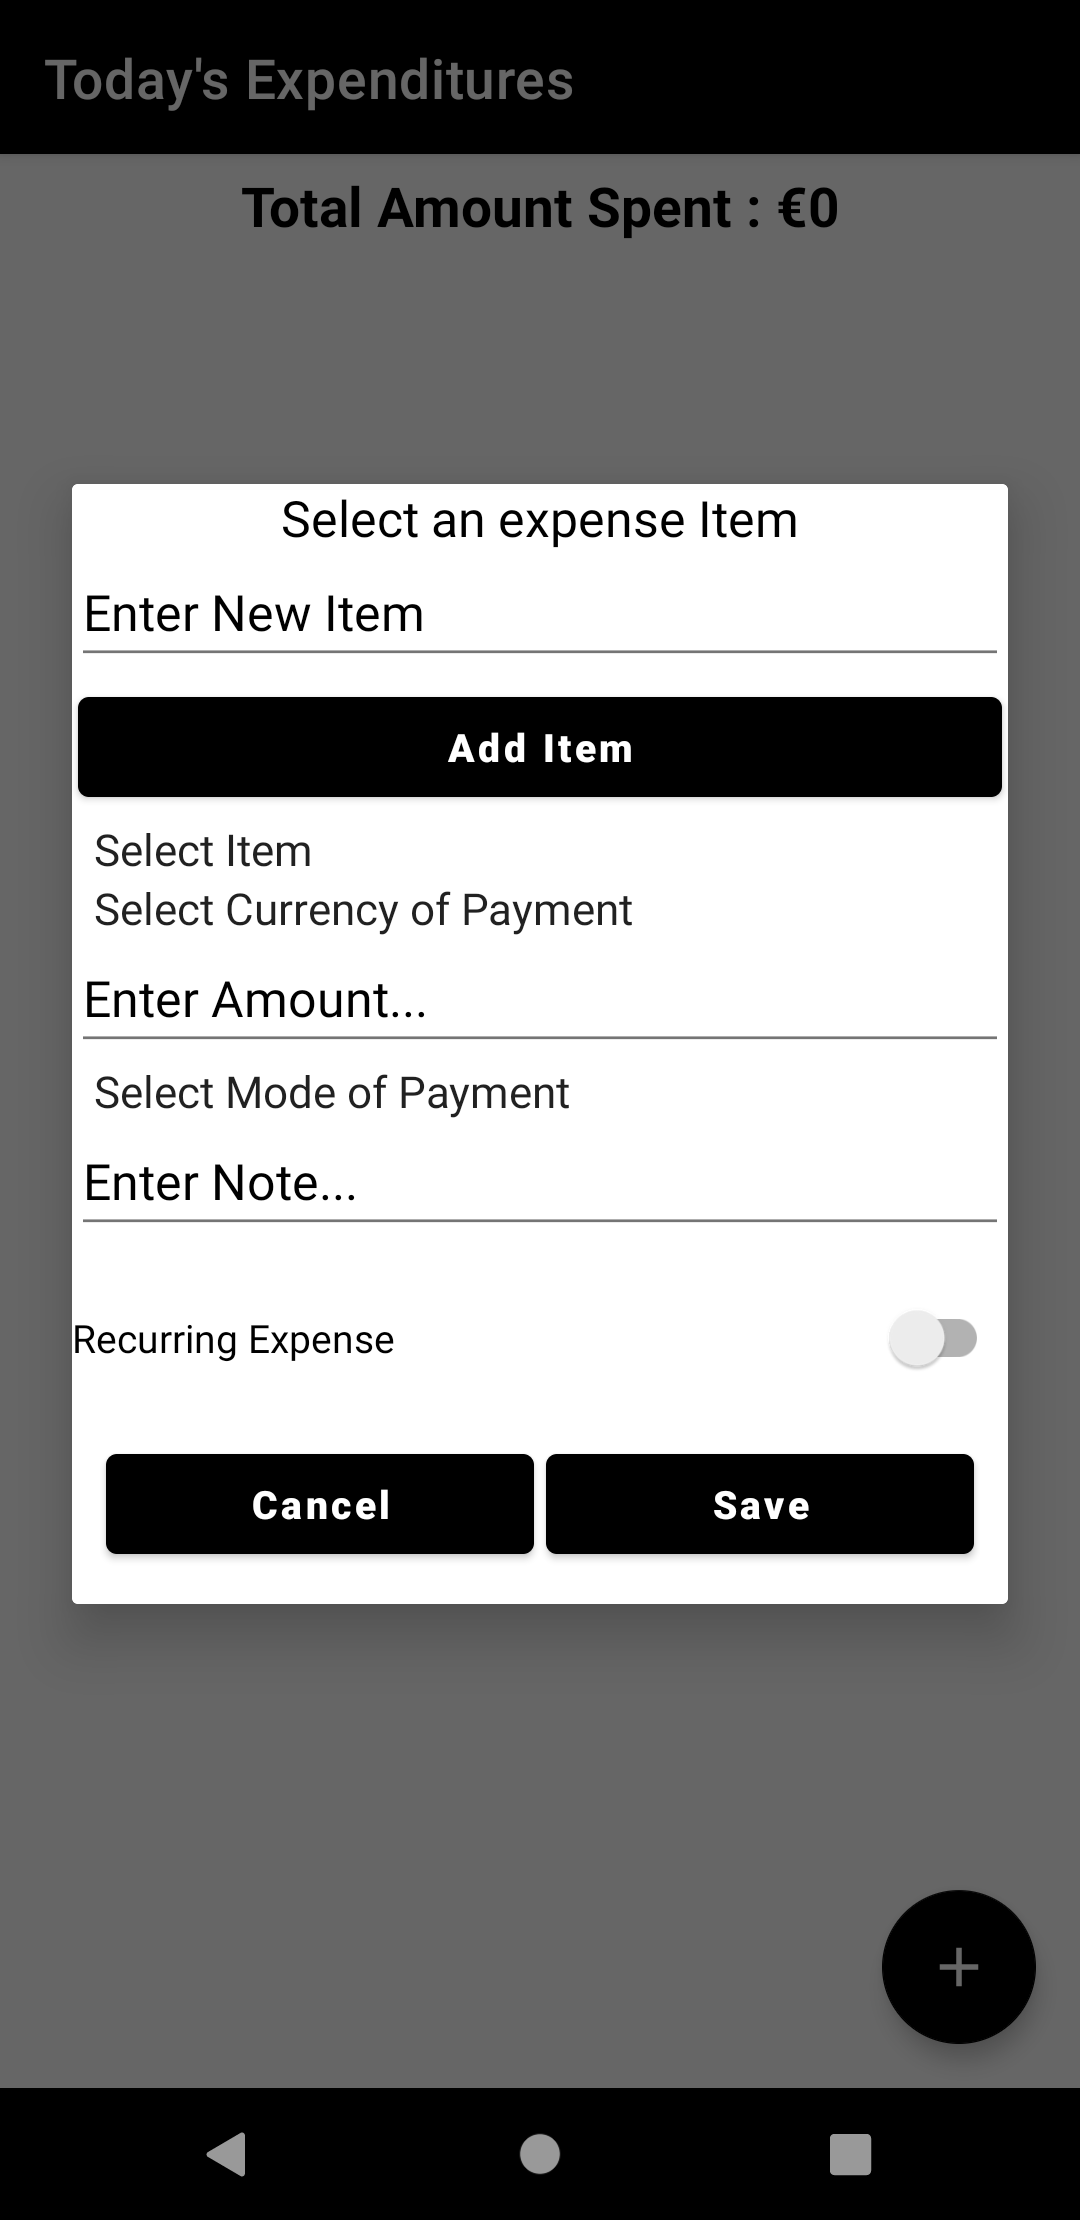 Today's Expenditures
Total Amount Spent : €0
Select an expense Item
Enter New Item
Add Item
Select Item
Select Currency of Payment
Enter Amount...
Select Mode of Payment
Enter Note...
Recurring Expense
Cancel Save